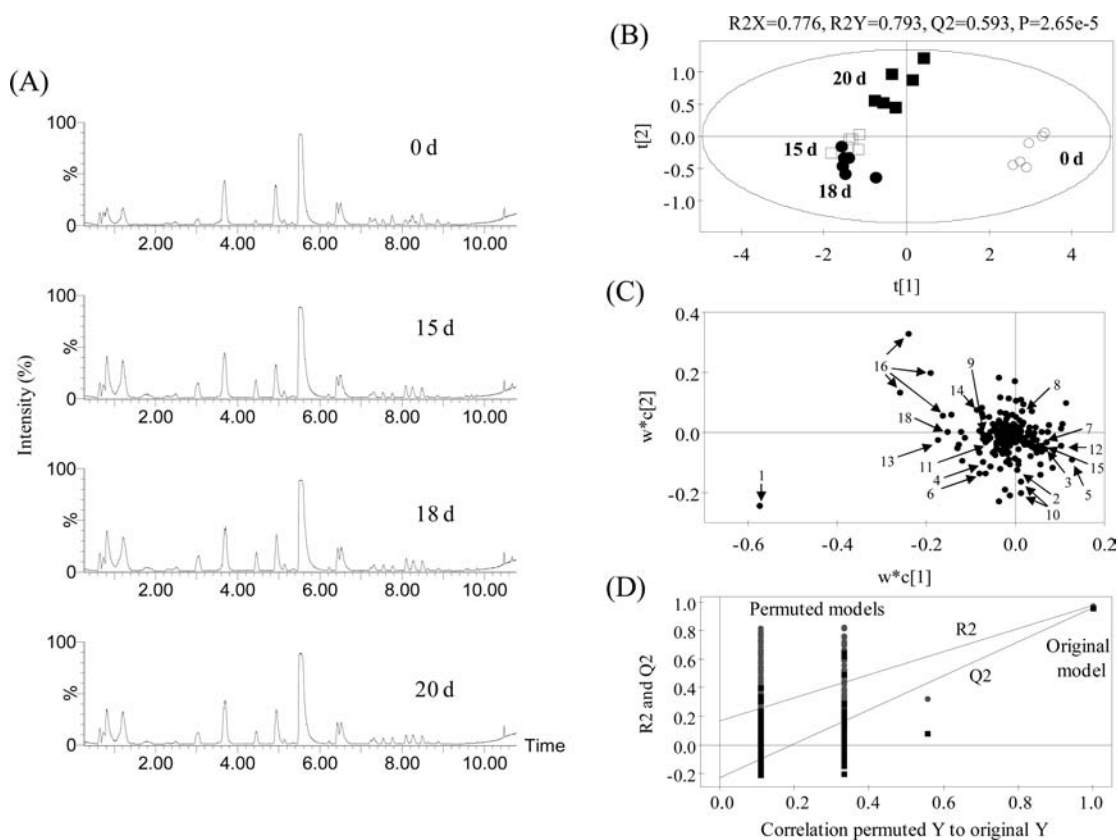 (A)
Intensity (%)
100
%
0
0 d
2.00 4.00 6.00 8.00 10.00
100
%
0
15 d
2.00 4.00 6.00 8.00 10.00
100
%
0
18 d
2.00 4.00 6.00 8.00 10.00
100
%
0
20 d
Time
2.00 4.00 6.00 8.00 10.00
(B)
R2X=0.776, R2Y=0.793, Q2=0.593, P=2.65e-5
t[2]
1.0
0.5
0.0
-0.5
-1.0
20 d
15 d
18 d
0 d
-4 -2 0 2 4
t[1]
(C)
w*c[2]
0.4
0.2
0.0
-0.2
16
9
14
8
18
7
12
13
11
15
4
3
6
2
5
10
1
-0.6 -0.4 -0.2 0.0 0.2
w*c[1]
(D)
R2 and Q2
1.0
0.8
0.6
0.4
0.2
0.0
-0.2
Permuted models
R2
Q2
Original
model
0.0 0.2 0.4 0.6 0.8 1.0
Correlation permuted Y to original Y